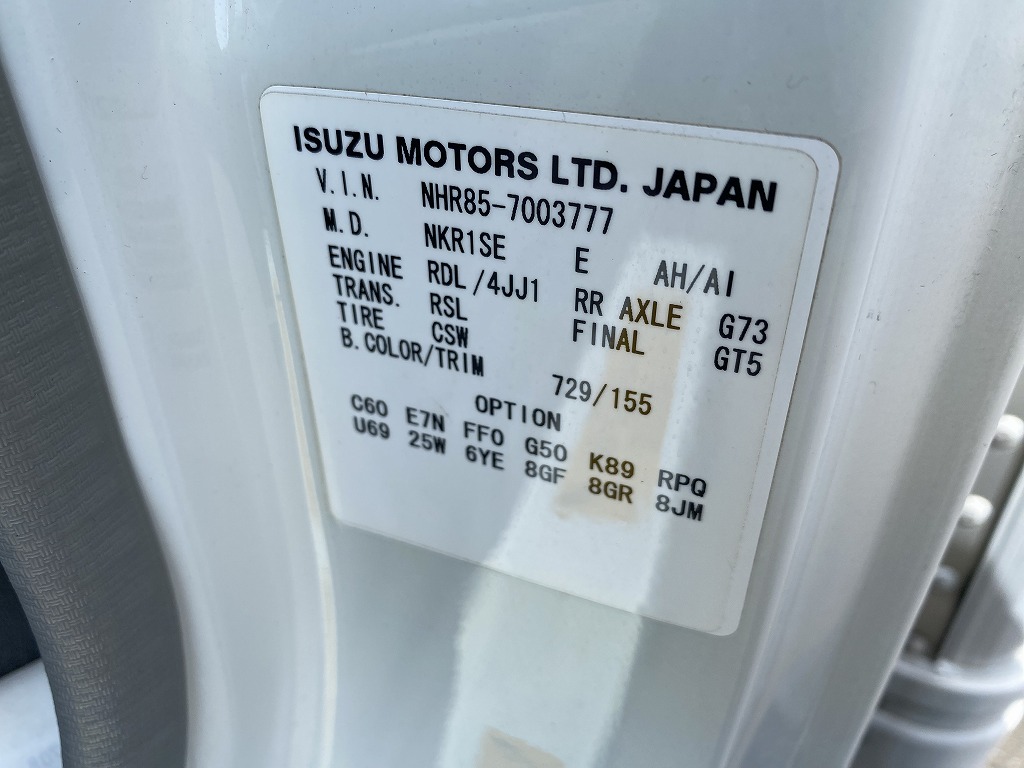 ISUZU MOTORS LTD. JAPAN
V.I.N. NHR85-7003777
M.D. NKR1SE E AH/AI
ENGINE RDL /4JJ1 RR AXLE G73
TRANS. RSL FINAL GT5
TIRE CSW
B.COLOR/TRIM 729/155
OPTION
C60 E7N FF0 G50 K89 RPQ
U69 25W 6YE 8GF 8GR 8JM